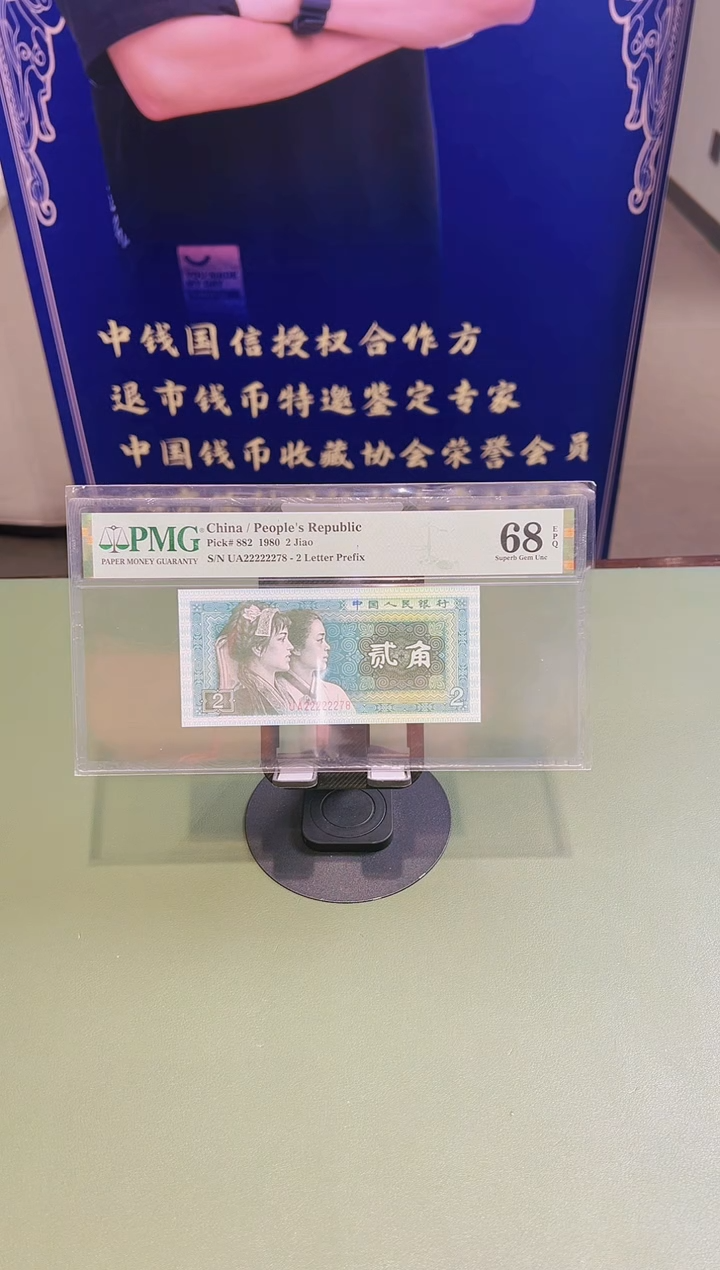 中钱国信授权合作方
退市钱币特邀鉴定专家
中国钱币收藏协会荣誉会员
PMG
PAPER MONEY GUARANTY
China / People's Republic
Pick# 882 1980 2 Jiao
S/N UA22222278 - 2 Letter Prefix
68 EPQ
Superb Gem Unc
中国人民银行
贰角
UA22222278
2
2